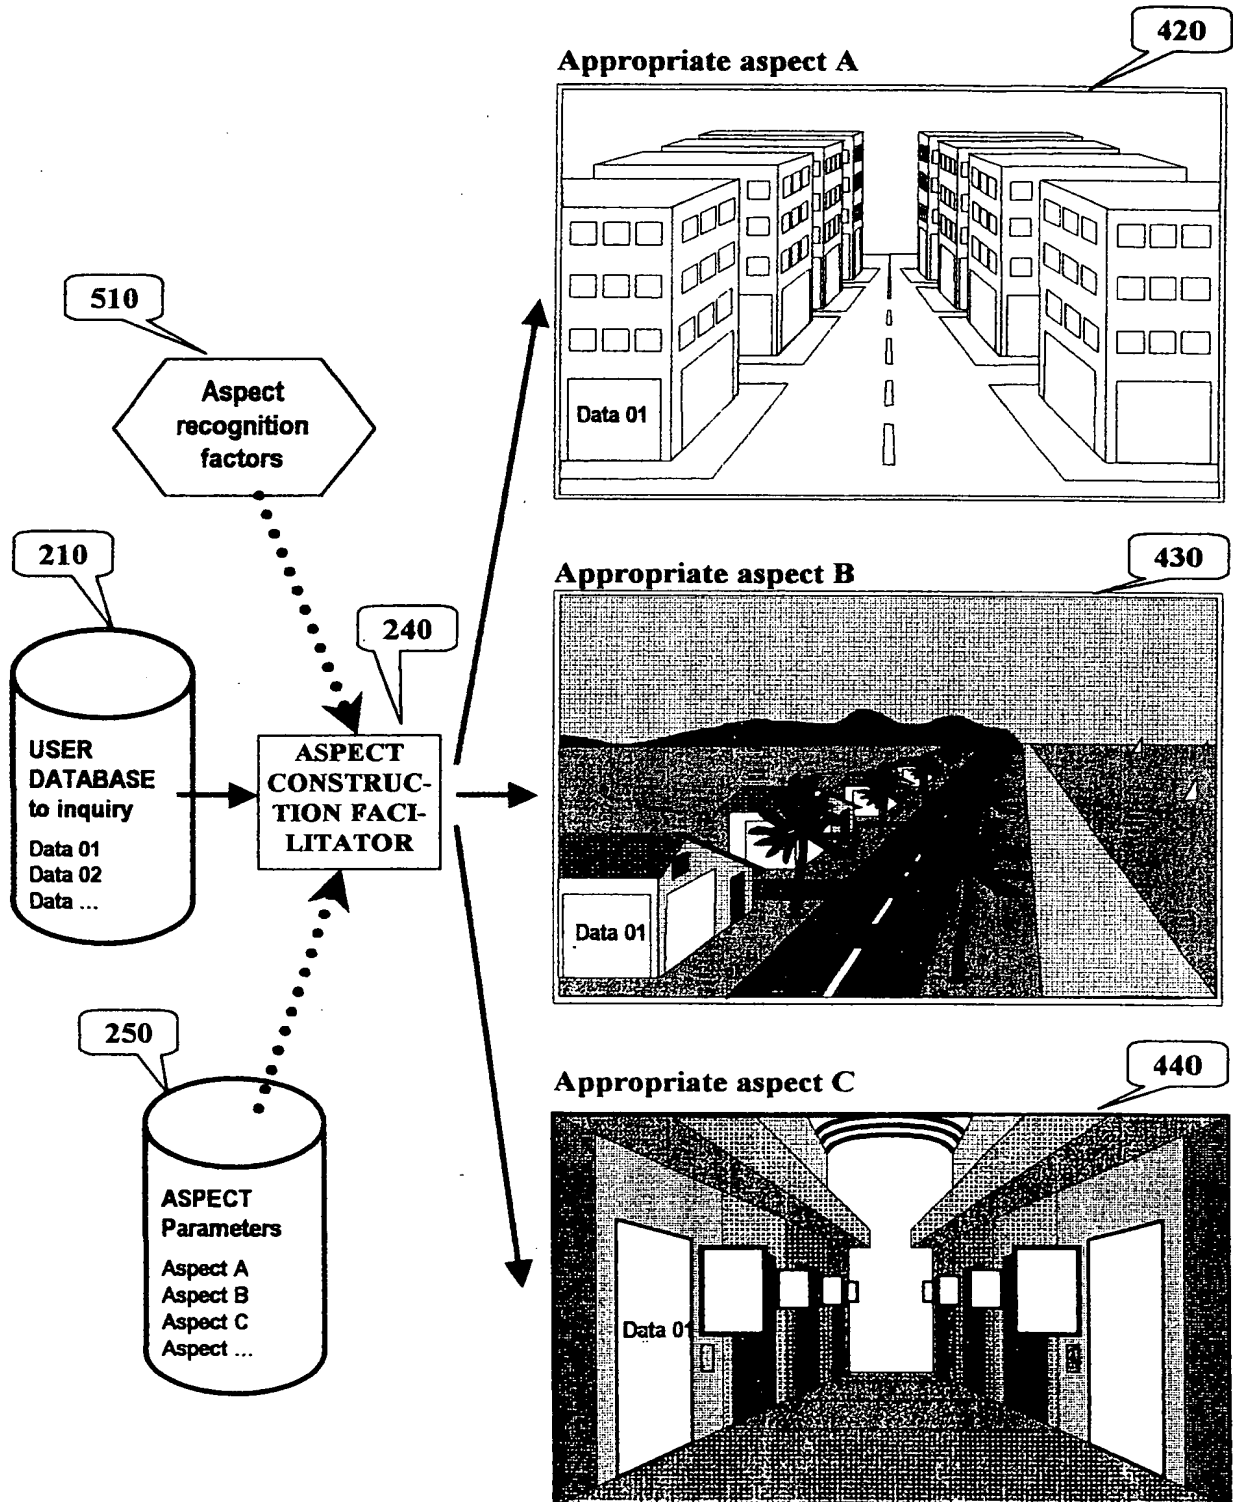 420
Appropriate aspect A
Data 01
510
Aspect
recognition
factors
210
USER
DATABASE
to inquiry
Data 01
Data 02
Data ...
240
ASPECT
CONSTRUC-
TION FACI-
LITATOR
430
Appropriate aspect B
Data 01
250
ASPECT
Parameters
Aspect A
Aspect B
Aspect C
Aspect ...
440
Appropriate aspect C
Data 01